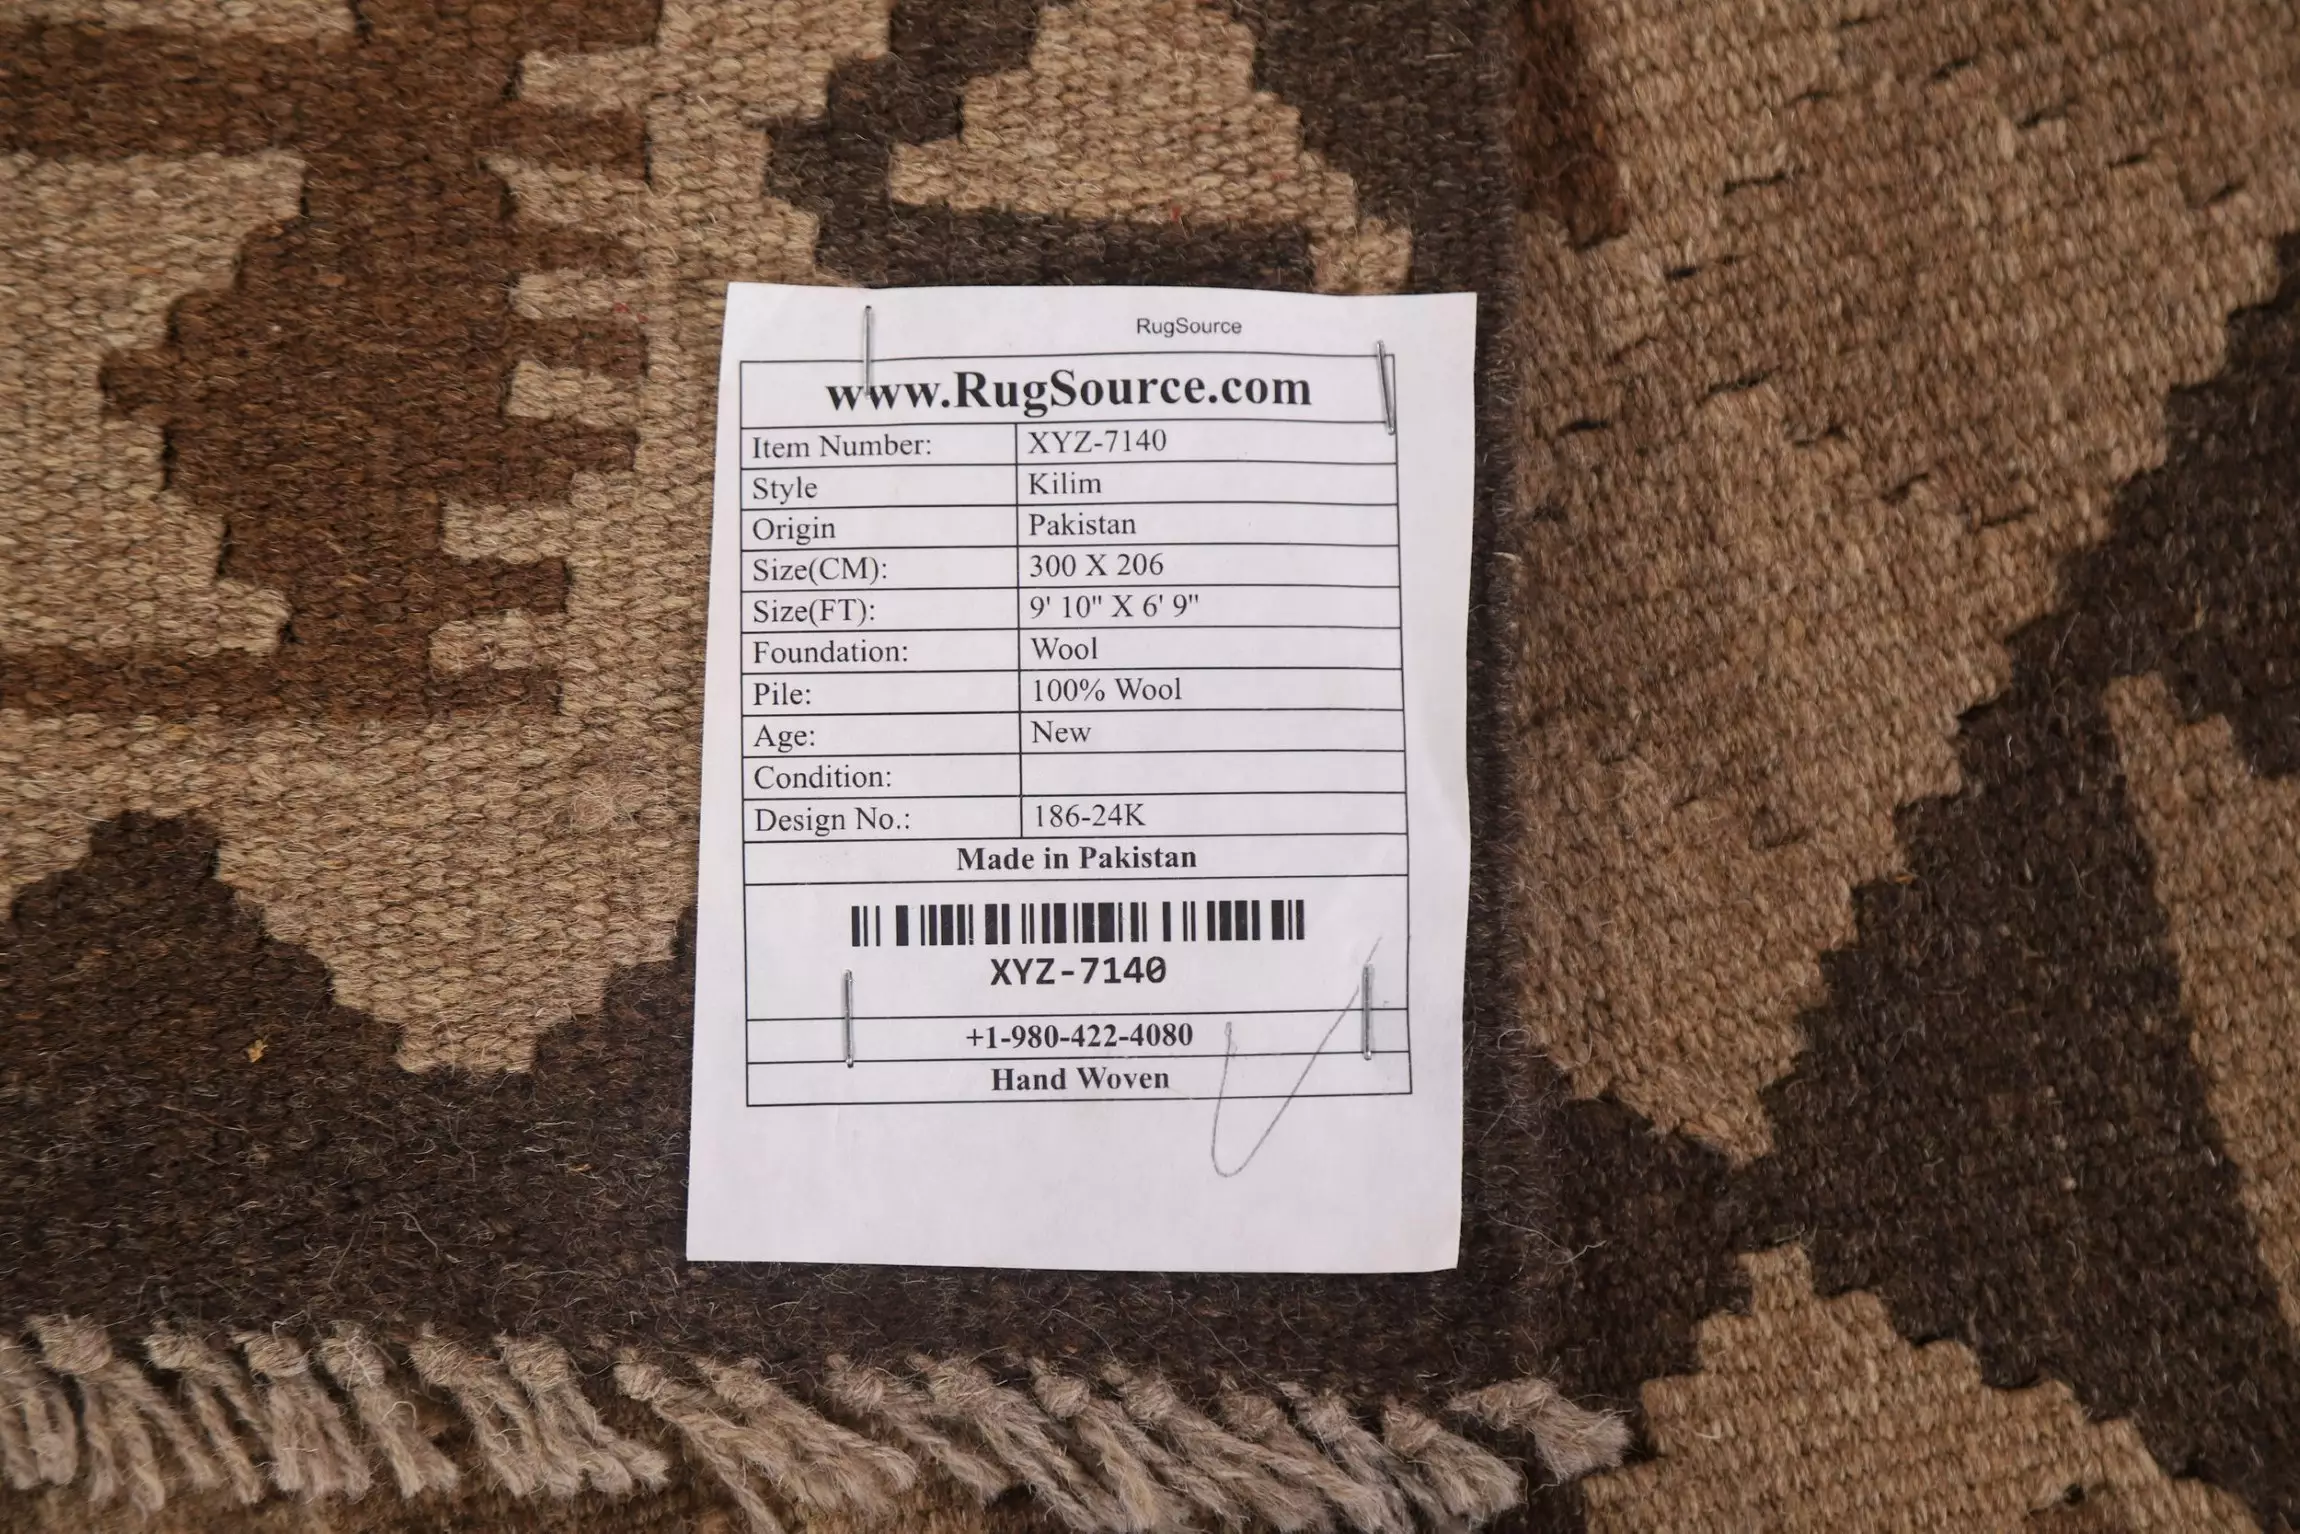 RugSource
www.RugSource.com
Item Number: XYZ-7140
Style Kilim
Origin Pakistan
Size(CM): 300 X 206
Size(FT): 9' 10" X 6' 9"
Foundation: Wool
Pile: 100% Wool
Age: New
Condition:
Design No.: 186-24K
Made in Pakistan
XYZ-7140
+1-980-422-4080
Hand Woven